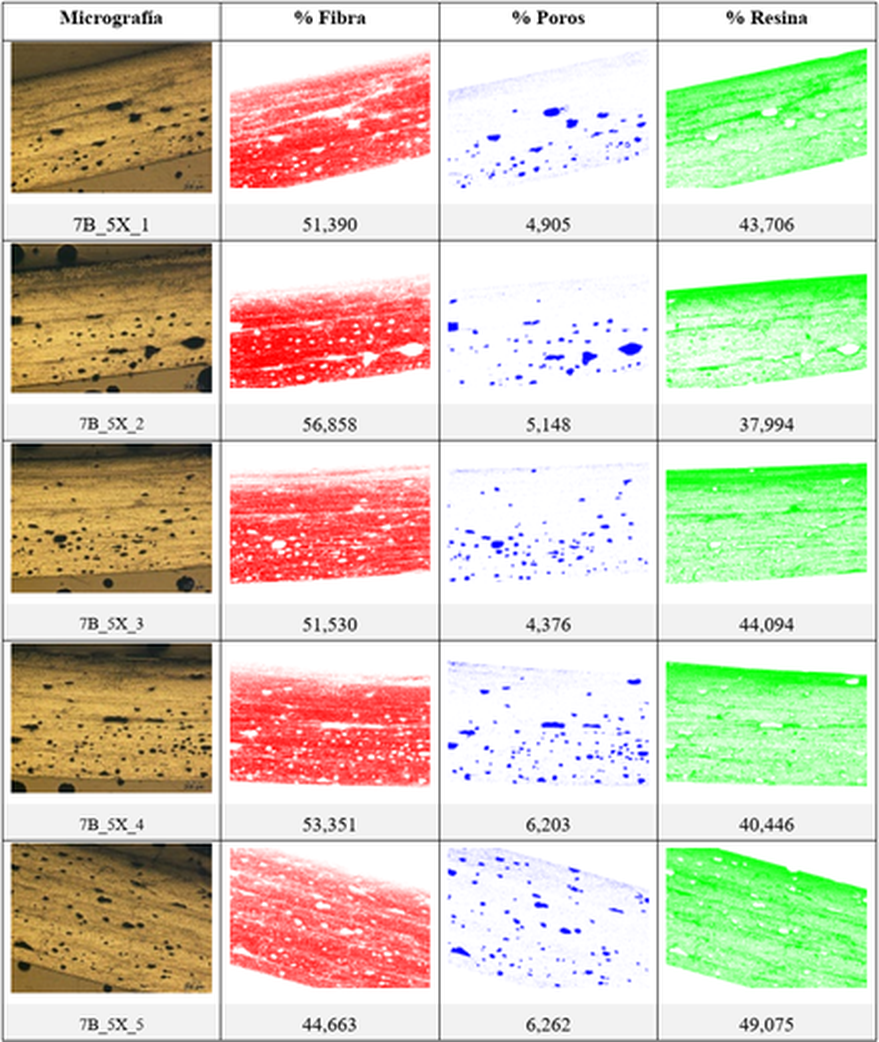 Micrografía % Fibra % Poros % Resina
7B_5X_1 51,390 4,905 43,706
7B_5X_2 56,858 5,148 37,994
7B_5X_3 51,530 4,376 44,094
7B_5X_4 53,351 6,203 40,446
7B_5X_5 44,663 6,262 49,075